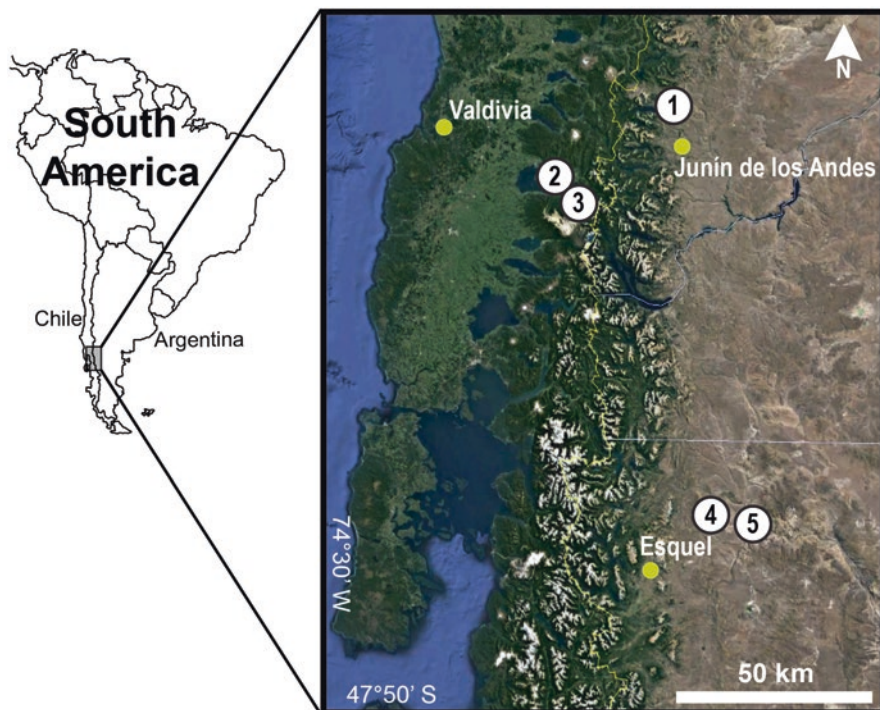 South
America
Chile
Argentina
N
1
Valdivia
Junín de los Andes
2
3
4
5
Esquel
74°30' W
50 km
47°50' S